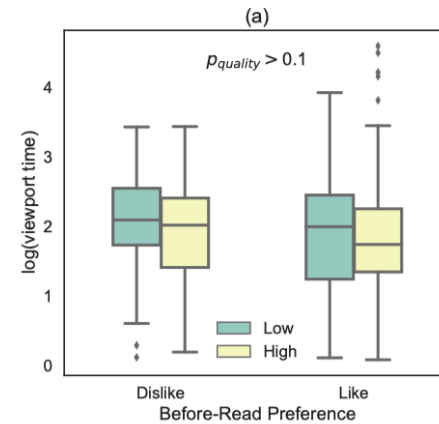 (a)
p_quality > 0.1
log(viewport time)
4
3
2
1
0
Low
High
Dislike Like
Before-Read Preference